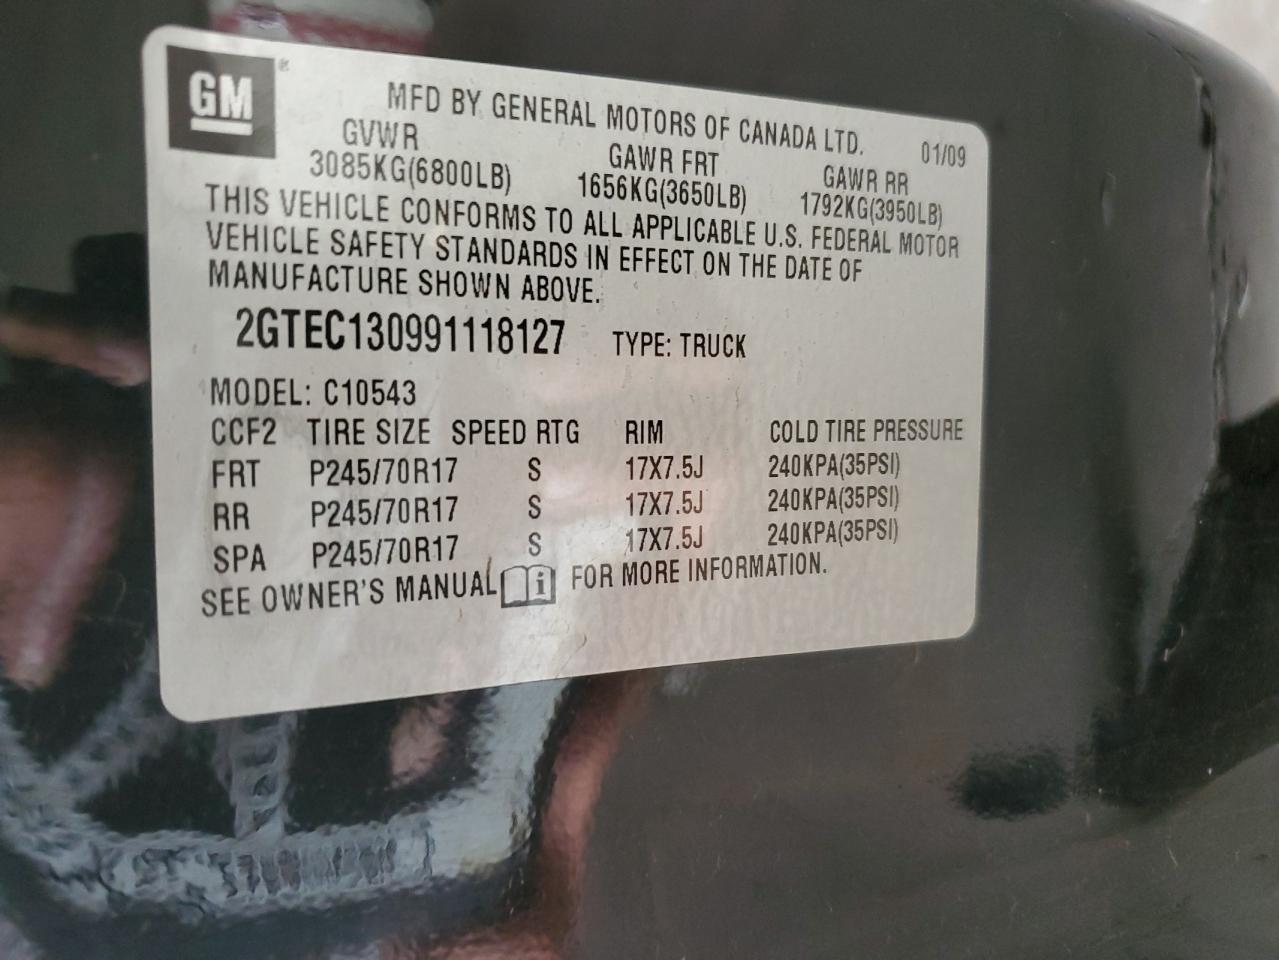 GM®
MFD BY GENERAL MOTORS OF CANADA LTD. 01/09
GVWR GAWR FRT GAWR RR
3085KG(6800LB) 1656KG(3650LB) 1792KG(3950LB)
THIS VEHICLE CONFORMS TO ALL APPLICABLE U.S. FEDERAL MOTOR
VEHICLE SAFETY STANDARDS IN EFFECT ON THE DATE OF
MANUFACTURE SHOWN ABOVE.
2GTEC130991118127 TYPE: TRUCK
MODEL: C10543
CCF2 TIRE SIZE SPEED RTG RIM COLD TIRE PRESSURE
FRT P245/70R17 S 17X7.5J 240KPA(35PSI)
RR P245/70R17 S 17X7.5J 240KPA(35PSI)
SPA P245/70R17 S 17X7.5J 240KPA(35PSI)
SEE OWNER'S MANUAL i FOR MORE INFORMATION.